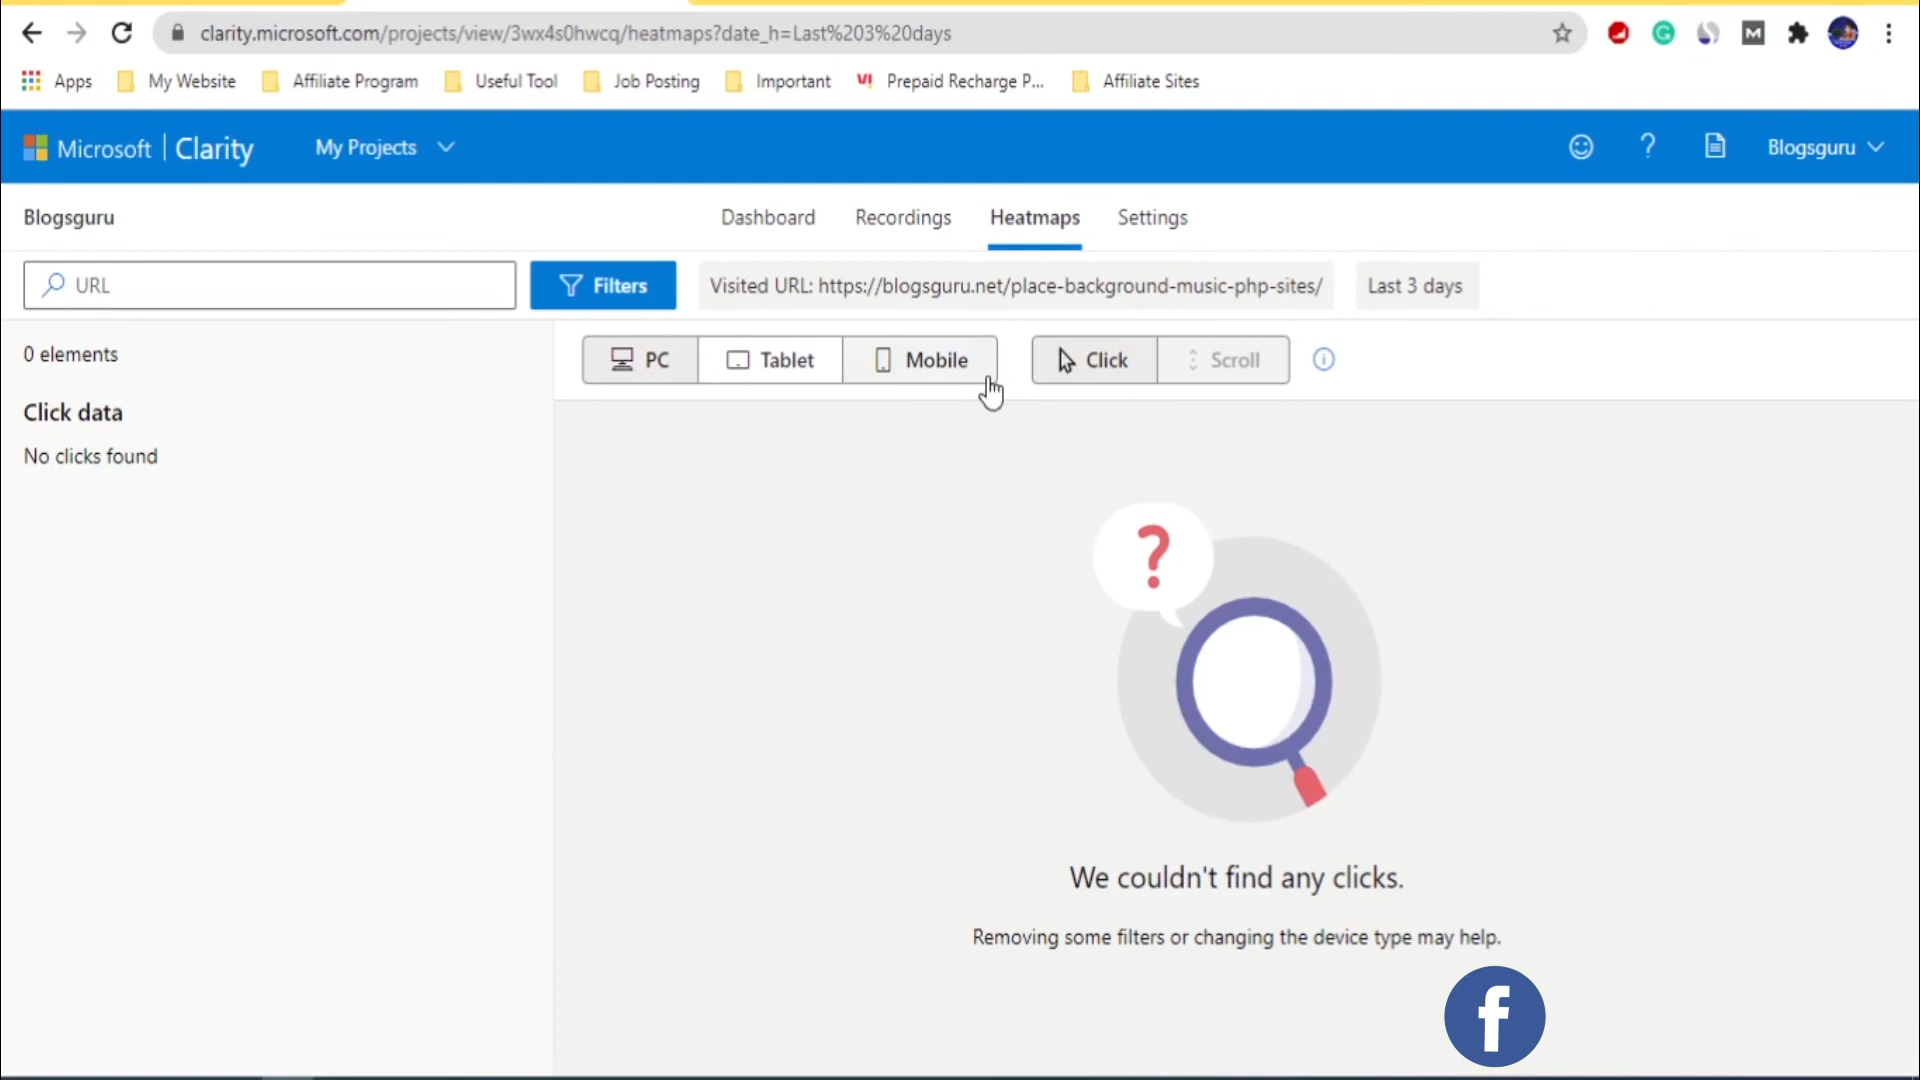 clarity.microsoft.com/projects/view/3wx4s0hwcq/heatmaps?date_h=Last%203%20days
Apps My Website Affiliate Program Useful Tool Job Posting Important Prepaid Recharge P... Affiliate Sites
Microsoft | Clarity My Projects Blogsguru
Blogsguru Dashboard Recordings Heatmaps Settings
URL Filters Visited URL: https://blogsguru.net/place-background-music-php-sites/ Last 3 days
0 elements PC Tablet Mobile Click Scroll
Click data
No clicks found
?
We couldn't find any clicks.
Removing some filters or changing the device type may help.
f